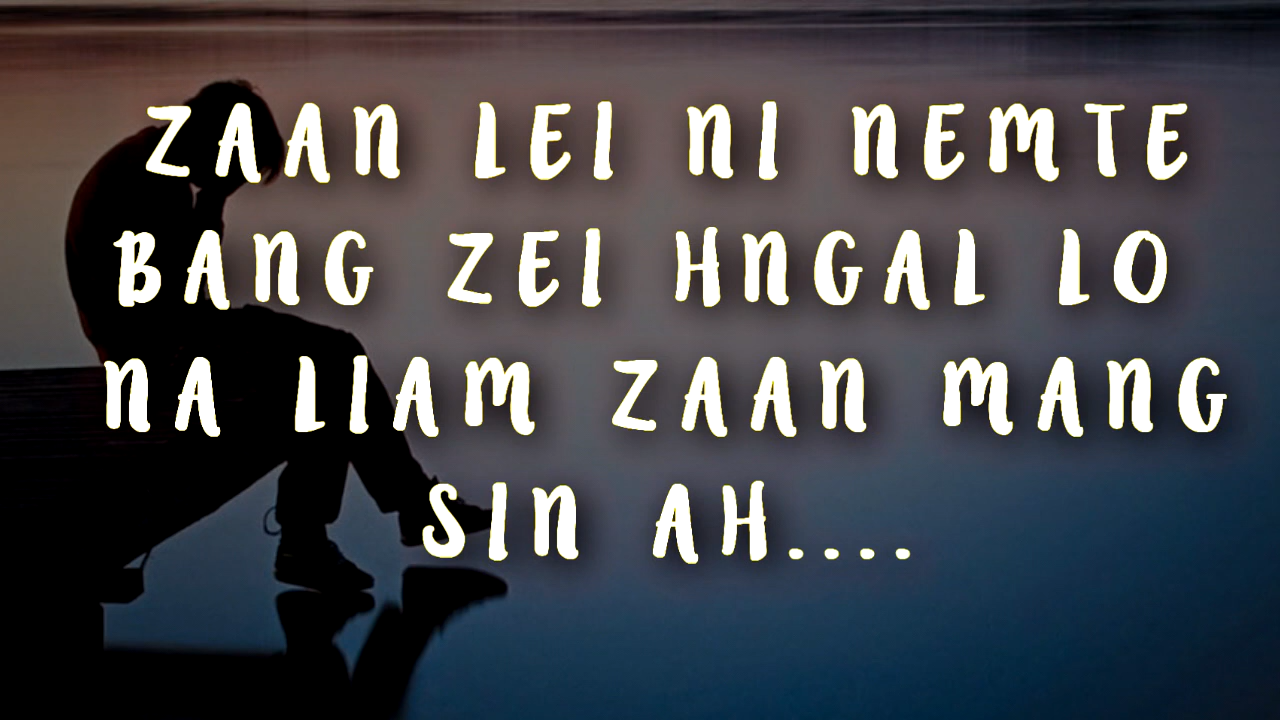 ZAAN LEI NI NEMTE
BANG ZEI HNGAL LO
NA LIAM ZAAN MANG
SIN AH....